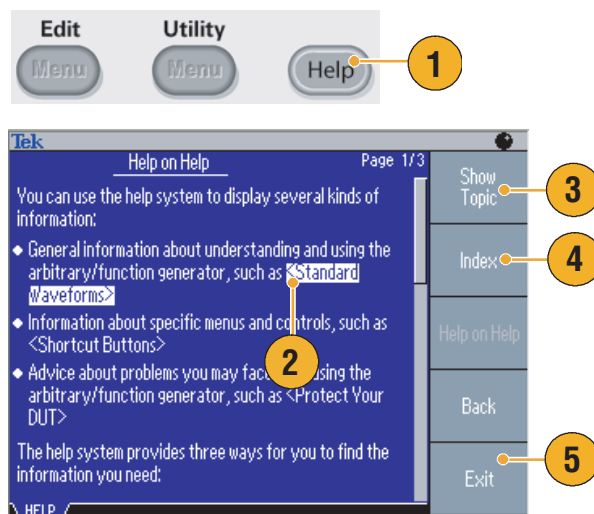 Edit Utility
Menu Menu Help 1
Tek
Help on Help Page 1/3
You can use the help system to display several kinds of
information:
◆ General information about understanding and using the
arbitrary/function generator, such as <Standard
Waveforms>
◆ Information about specific menus and controls, such as
<Shortcut Buttons>
◆ Advice about problems you may using the
arbitrary/function generator, such as <Protect Your
DUT>
The help system provides three ways for you to find the
information you need:
HELP
2
Show
Topic
3
Index
4
Help on Help
Back
Exit
5